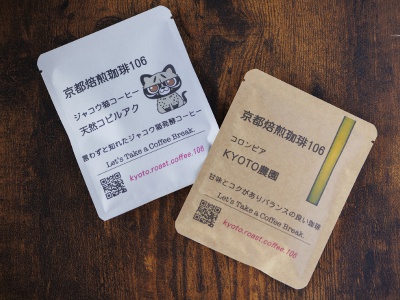 京都焙煎珈琲106
ジャコウ猫コーヒー
天然コピルアク
言わずと知れたジャコウ猫発酵コーヒー
Let's Take a Coffee Break.
kyoto.roast.coffee.106
京都焙煎珈琲106
コロンビア
KYOTO農園
甘味とコクがありバランスの良い珈琲
Let's Take a Coffee Break.
kyoto.roast.coffee.106